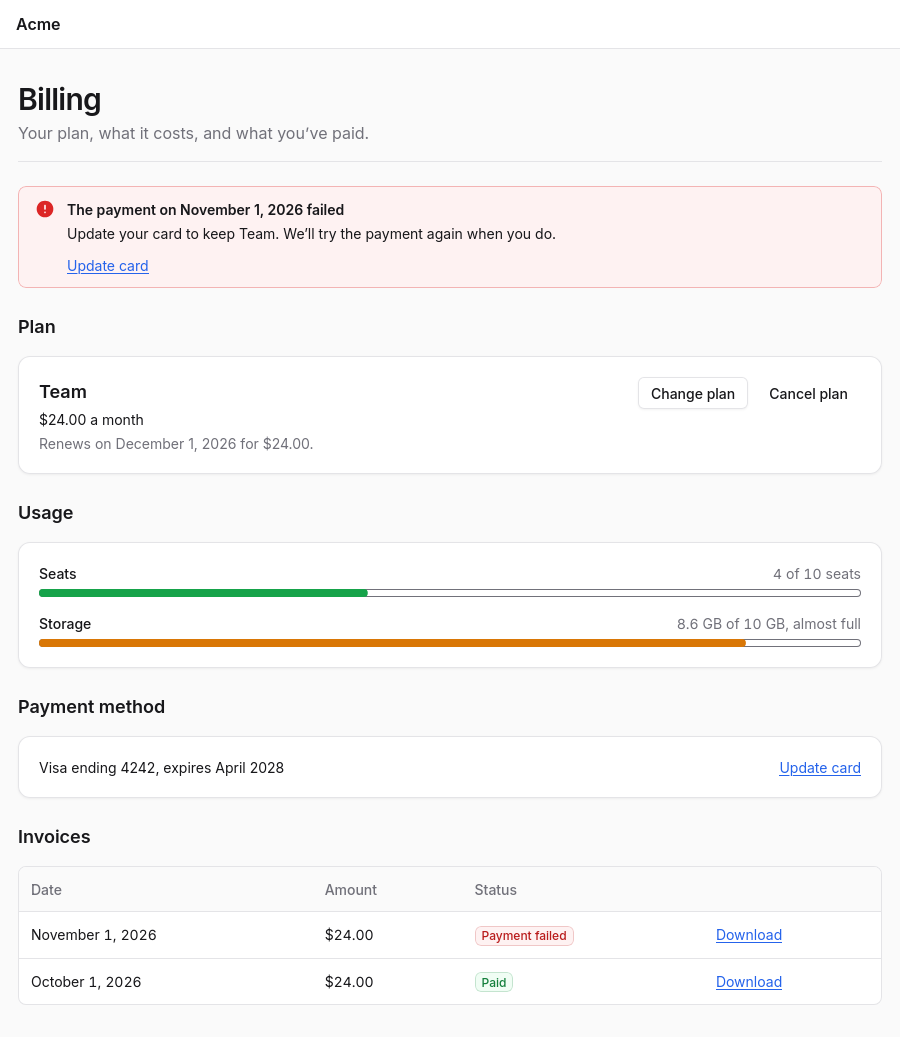 Acme
Billing
Your plan, what it costs, and what you’ve paid.
The payment on November 1, 2026 failed
Update your card to keep Team. We’ll try the payment again when you do.
Update card
Plan
Team
Change plan
Cancel plan
$24.00 a month
Renews on December 1, 2026 for $24.00.
Usage
Seats
4 of 10 seats
Storage
8.6 GB of 10 GB, almost full
Payment method
Visa ending 4242, expires April 2028
Update card
Invoices
Date Amount Status
November 1, 2026 $24.00 Payment failed Download
October 1, 2026 $24.00 Paid Download